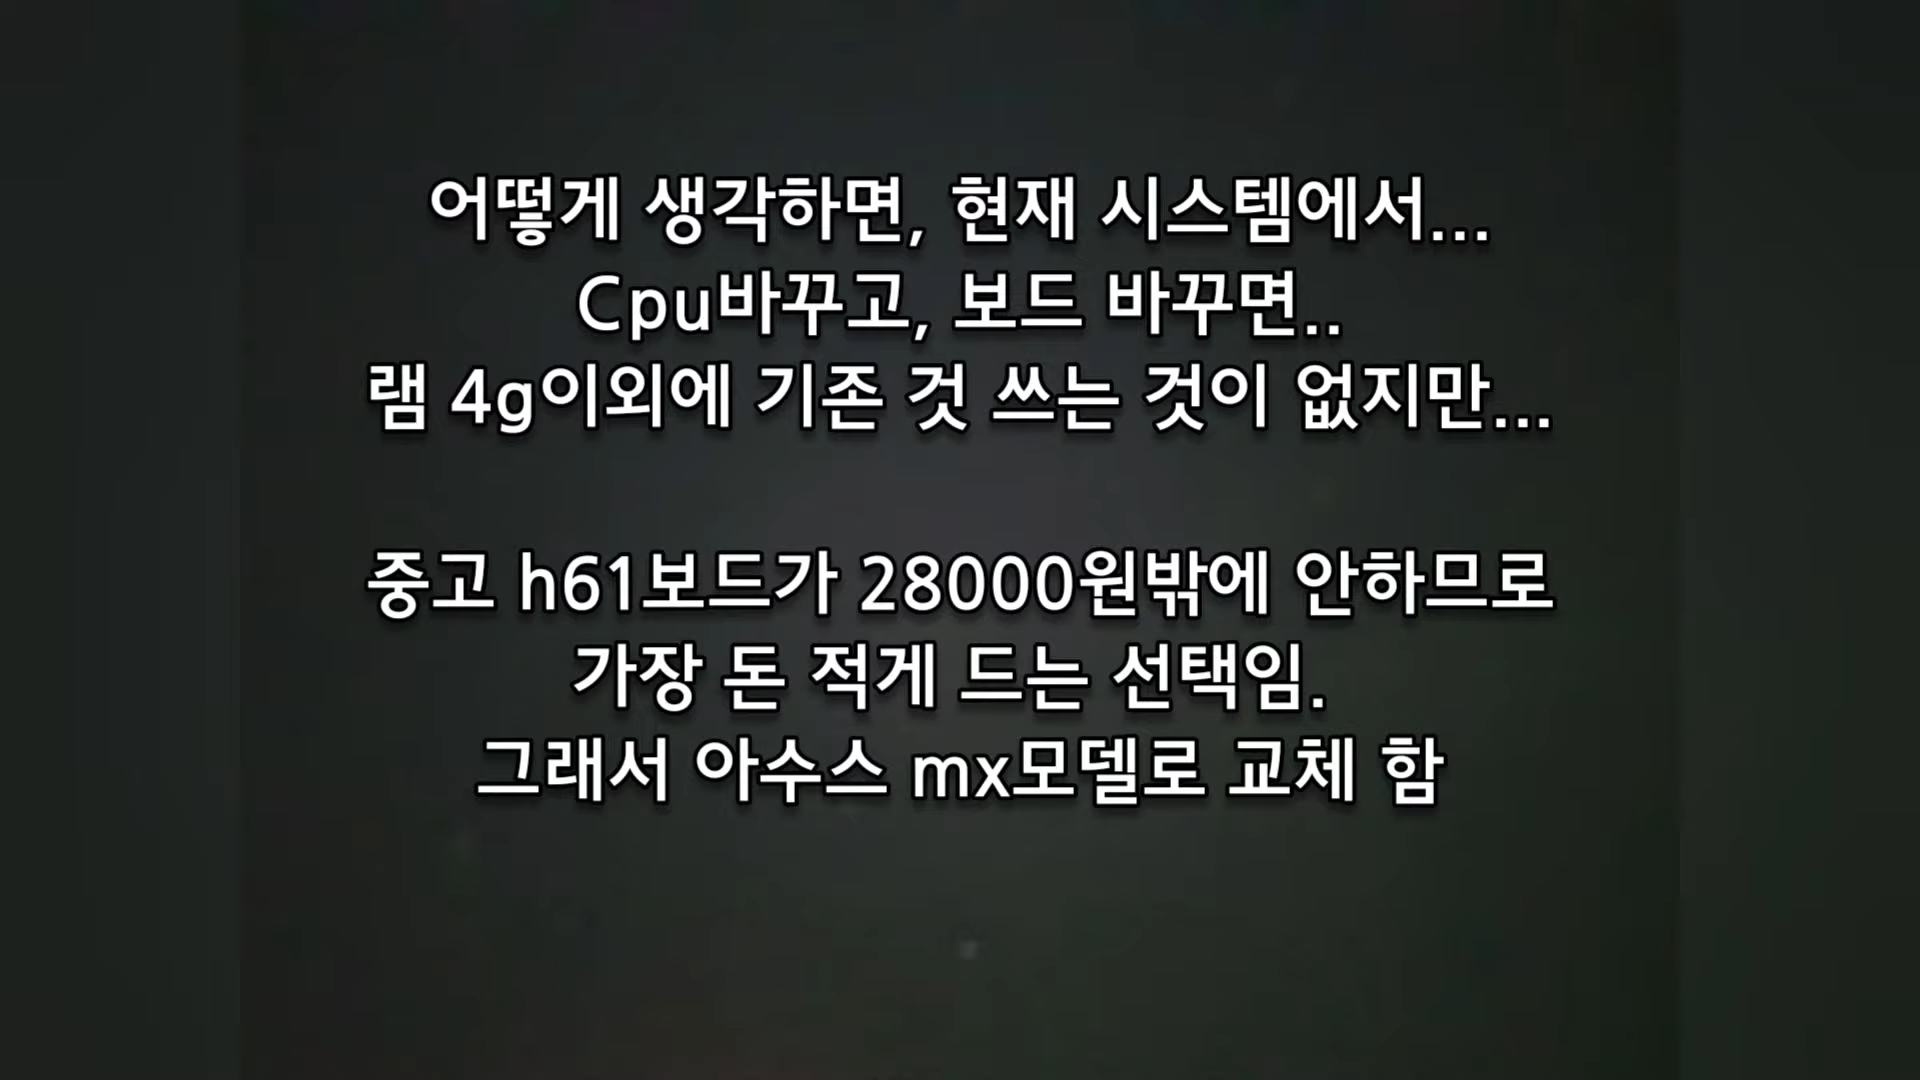 어떻게 생각하면, 현재 시스템에서...
Cpu바꾸고, 보드 바꾸면..
램 4g이외에 기존 것 쓰는 것이 없지만...
중고 h61보드가 28000원밖에 안하므로
가장 돈 적게 드는 선택임.
그래서 아수스 mx모델로 교체 함